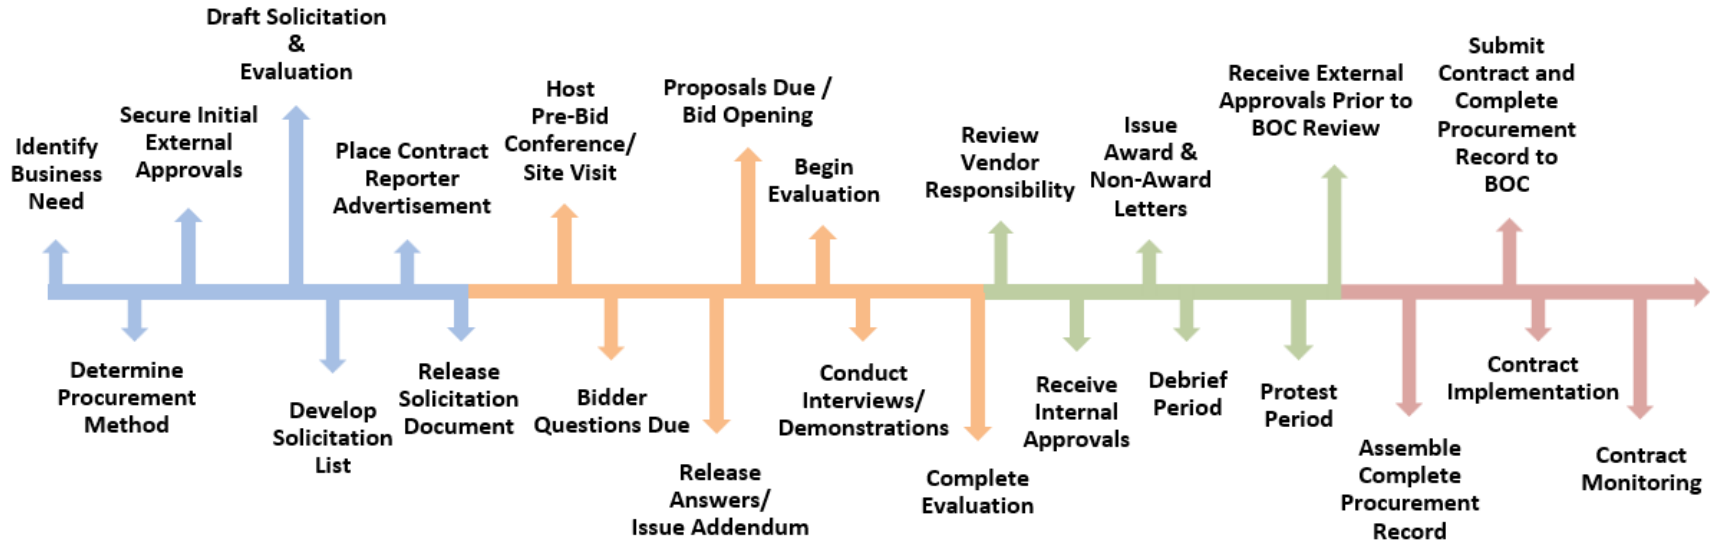 Identify
Business
Need
Determine
Procurement
Method
Secure Initial
External
Approvals
Draft Solicitation
&
Evaluation
Develop
Solicitation
List
Place Contract
Reporter
Advertisement
Release
Solicitation
Document
Host
Pre-Bid
Conference/
Site Visit
Bidder
Questions Due
Release
Answers/
Issue Addendum
Proposals Due /
Bid Opening
Begin
Evaluation
Conduct
Interviews/
Demonstrations
Complete
Evaluation
Review
Vendor
Responsibility
Receive
Internal
Approvals
Issue
Award &
Non-Award
Letters
Debrief
Period
Protest
Period
Receive External
Approvals Prior to
BOC Review
Assemble
Complete
Procurement
Record
Submit
Contract and
Complete
Procurement
Record to
BOC
Contract
Implementation
Contract
Monitoring